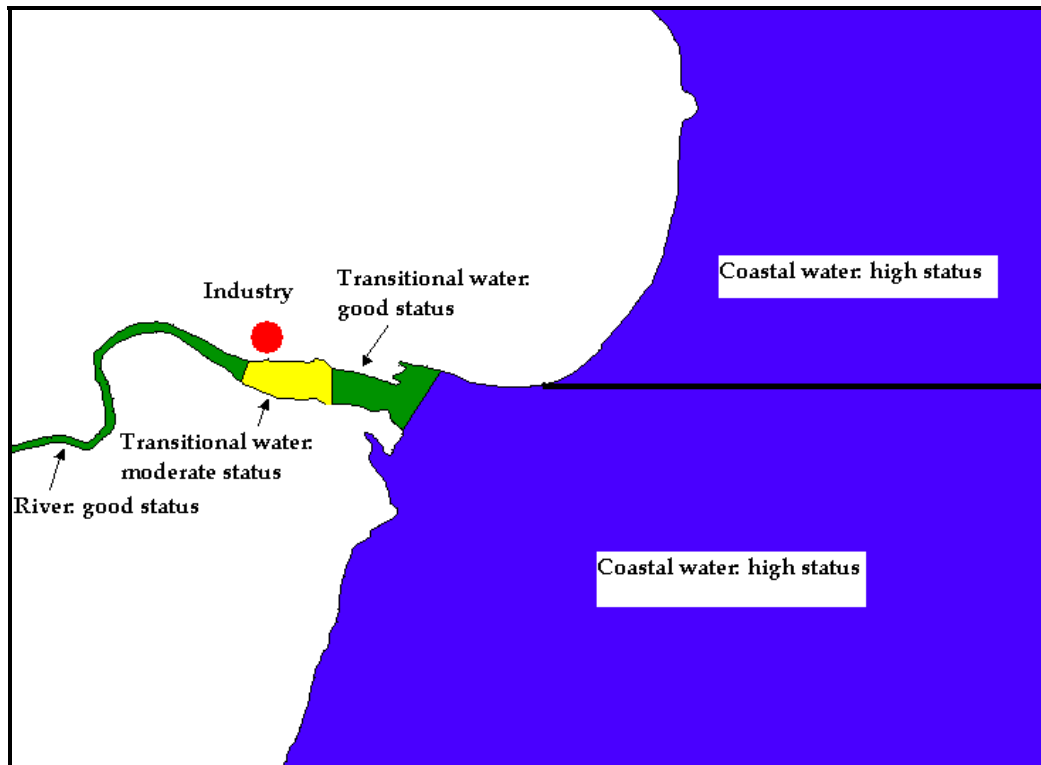 Coastal water: high status
Transitional water:
good status
Industry
Transitional water:
moderate status
River: good status
Coastal water: high status